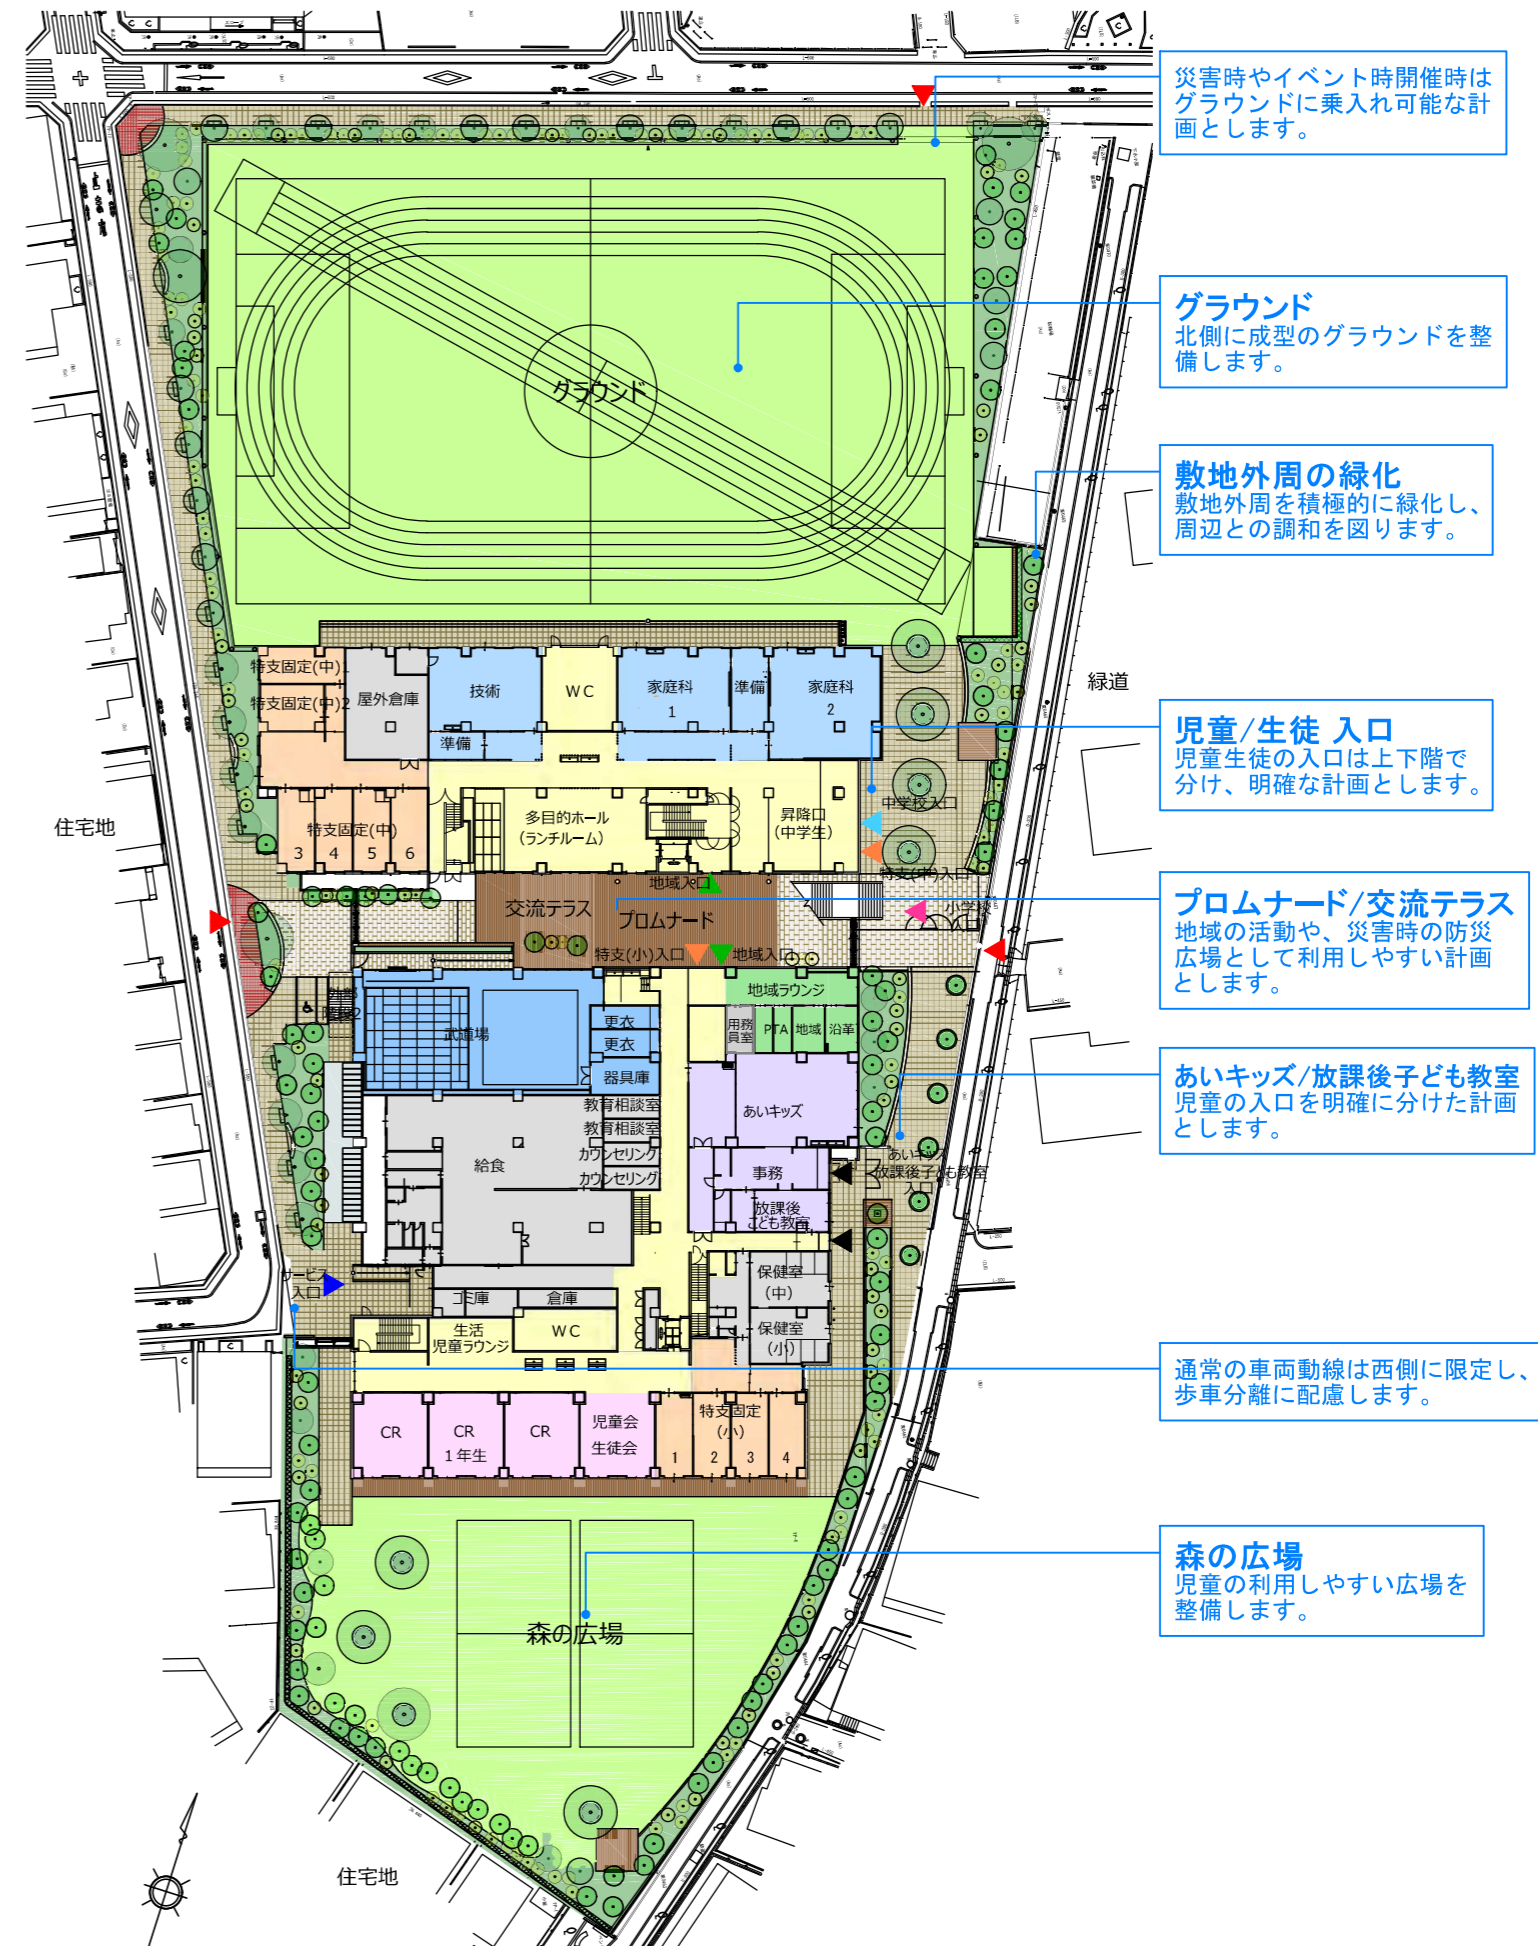 災害時やイベント時開催時は
グラウンドに乗入れ可能な計
画とします。
グラウンド
北側に成型のグラウンドを整
備します。
敷地外周の緑化
敷地外周を積極的に緑化し、
周辺との調和を図ります。
児童/生徒 入口
児童生徒の入口は上下階で
分け、明確な計画とします。
プロムナード/交流テラス
地域の活動や、災害時の防災
広場として利用しやすい計画
とします。
あいキッズ/放課後子ども教室
児童の入口を明確に分けた計画
とします。
通常の車両動線は西側に限定し、
歩車分離に配慮します。
森の広場
児童の利用しやすい広場を
整備します。
グラウンド
緑道
住宅地
特支固定(中)1
特支固定(中)2
屋外倉庫
技術
準備
WC
家庭科
1
準備
家庭科
2
特支固定(中)
3
4
5
6
多目的ホール
(ランチルーム)
昇降口
(中学生)
中学校入口
特支(中)入口
地域入口
交流テラス
プロムナード
特支(小)入口
地域入口
武道場
更衣
更衣
器具庫
地域ラウンジ
用務
員室
PTA
地域
沿革
教育相談室
教育相談室
カウンセリング
カウンセリング
給食
あいキッズ
事務
放課後
こども教室
あいキッズ
放課後子ども教室
入口
サービス
入口
ゴミ庫
倉庫
保健室
(中)
保健室
(小)
生活
児童ラウンジ
WC
CR
CR
1年生
CR
児童会
生徒会
特支固定
(小)
1
2
3
4
森の広場
住宅地